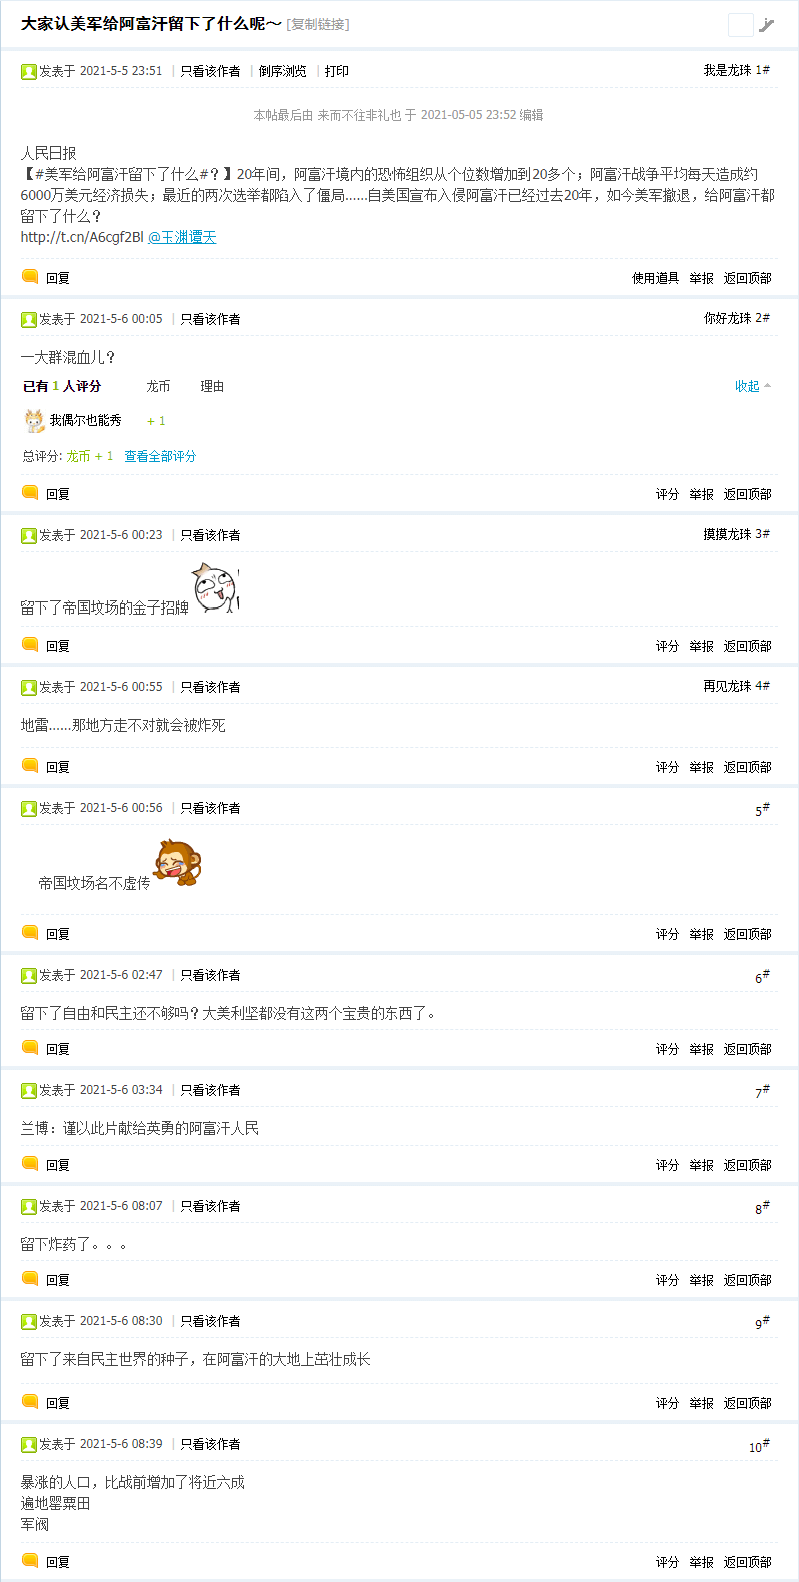 大家认美军给阿富汗留下了什么呢～ [复制链接]
发表于 2021-5-5 23:51 | 只看该作者 | 倒序浏览 | 打印 我是龙珠 1#
本帖最后由 来而不往非礼也 于 2021-05-05 23:52 编辑
人民日报
【#美军给阿富汗留下了什么#？】20年间，阿富汗境内的恐怖组织从个位数增加到20多个；阿富汗战争平均每天造成约
6000万美元经济损失；最近的两次选举都陷入了僵局……自美国宣布入侵阿富汗已经过去20年，如今美军撤退，给阿富汗都
留下了什么？
http://t.cn/A6cgf2Bl @玉渊谭天
回复 使用道具 举报 返回顶部
发表于 2021-5-6 00:05 | 只看该作者 你好龙珠 2#
一大群混血儿？
已有 1 人评分 龙币 理由 收起
我偶尔也能秀 + 1
总评分: 龙币 + 1 查看全部评分
回复 评分 举报 返回顶部
发表于 2021-5-6 00:23 | 只看该作者 摸摸龙珠 3#
留下了帝国坟场的金子招牌
回复 评分 举报 返回顶部
发表于 2021-5-6 00:55 | 只看该作者 再见龙珠 4#
地雷……那地方走不对就会被炸死
回复 评分 举报 返回顶部
发表于 2021-5-6 00:56 | 只看该作者 5#
帝国坟场名不虚传
回复 评分 举报 返回顶部
发表于 2021-5-6 02:47 | 只看该作者 6#
留下了自由和民主还不够吗？大美利坚都没有这两个宝贵的东西了。
回复 评分 举报 返回顶部
发表于 2021-5-6 03:34 | 只看该作者 7#
兰博：谨以此片献给英勇的阿富汗人民
回复 评分 举报 返回顶部
发表于 2021-5-6 08:07 | 只看该作者 8#
留下炸药了。。。
回复 评分 举报 返回顶部
发表于 2021-5-6 08:30 | 只看该作者 9#
留下了来自民主世界的种子，在阿富汗的大地上茁壮成长
回复 评分 举报 返回顶部
发表于 2021-5-6 08:39 | 只看该作者 10#
暴涨的人口，比战前增加了将近六成
遍地罂粟田
军阀
回复 评分 举报 返回顶部